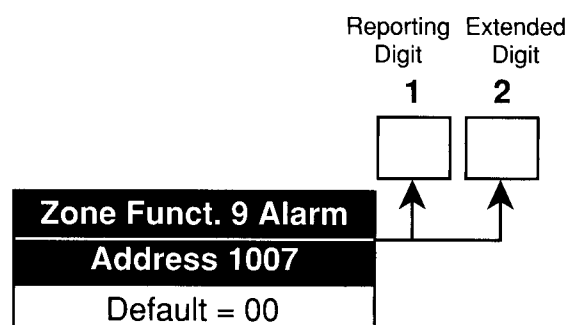 Reporting Extended
Digit Digit
1 2
Zone Funct. 9 Alarm
Address 1007
Default = 00